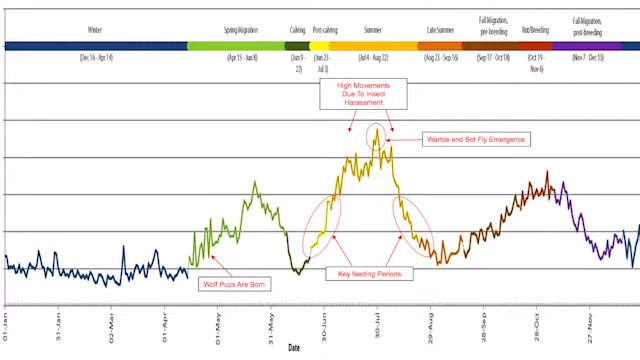 Winter
Spring Migration
Calving
Post-calving
Summer
Late Summer
Fall Migration,
pre-breeding
Rut/Breeding
Fall Migration,
post-breeding
(Dec 16 - Apr 14)
(Apr 15 - Jun 8)
(Jun 9 -
22)
(Jun 23 -
Jul 3)
(Jul 4 - Aug 22)
(Aug 23 - Sep 16)
(Sep 17 - Oct 18)
(Oct 19 -
Nov 6)
(Nov 7 - Dec 15)
High Movements
Due To Insect
Harassment
Warble and Bot Fly Emergence
Wolf Pups Are Born
Key feeding Periods
01-Jan
31-Jan
02-Mar
01-Apr
01-May
31-May
30-Jun
30-Jul
29-Aug
28-Sep
28-Oct
27-Nov
Date